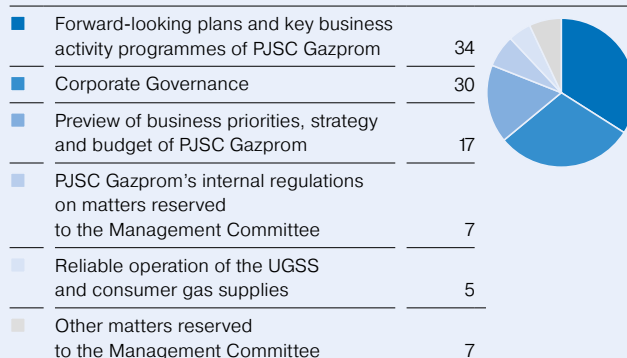 Forward-looking plans and key business
activity programmes of PJSC Gazprom 34
Corporate Governance 30
Preview of business priorities, strategy
and budget of PJSC Gazprom 17
PJSC Gazprom's internal regulations
on matters reserved
to the Management Committee 7
Reliable operation of the UGSS
and consumer gas supplies 5
Other matters reserved
to the Management Committee 7